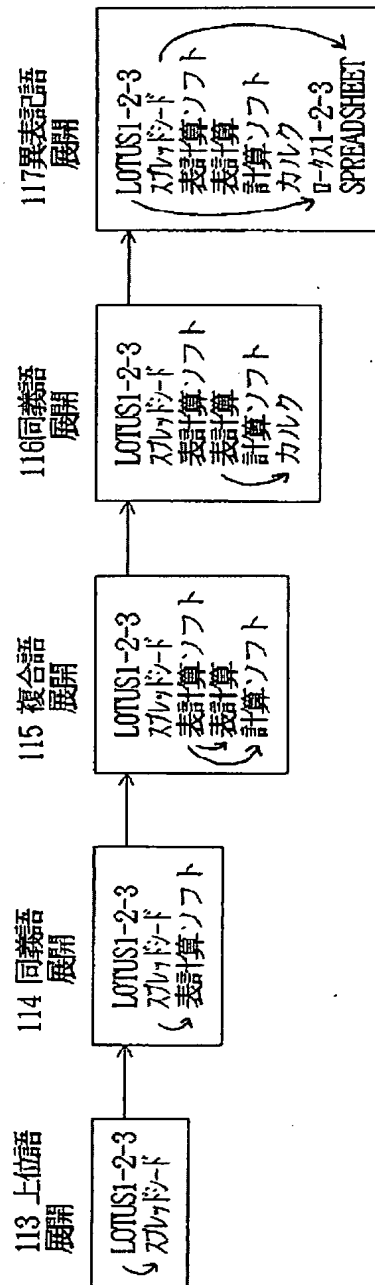 113 上位語
展開
LOTUS1-2-3
スプレッドシード
114 同義語
展開
LOTUS1-2-3
スプレッドシード
表計算ソフト
115 複合語
展開
LOTUS1-2-3
スプレッドシード
表計算ソフト
表計算
計算ソフト
116同義語
展開
LOTUS1-2-3
スプレッドシード
表計算ソフト
表計算
計算ソフト
カルク
117異表記語
展開
LOTUS1-2-3
スプレッドシード
表計算ソフト
表計算
計算ソフト
カルク
ロータス1-2-3
SPREADSHEET